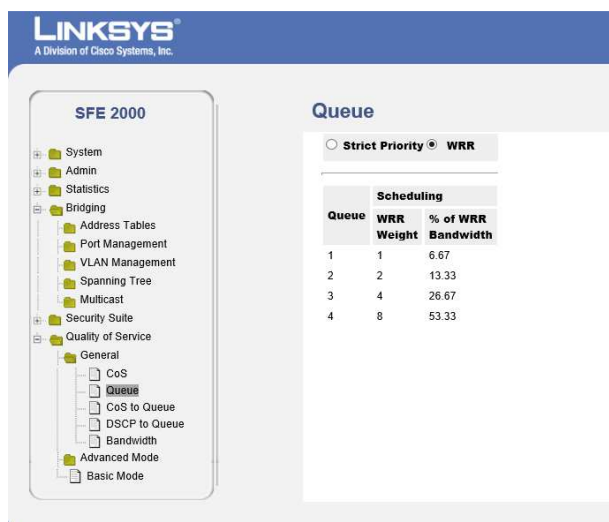 LINKSYS®
A Division of Cisco Systems, Inc.
SFE 2000
System
Admin
Statistics
Bridging
Address Tables
Port Management
VLAN Management
Spanning Tree
Multicast
Security Suite
Quality of Service
General
CoS
Queue
CoS to Queue
DSCP to Queue
Bandwidth
Advanced Mode
Basic Mode
Queue
Strict Priority WRR
Scheduling
Queue WRR Weight % of WRR Bandwidth
1 1 6.67
2 2 13.33
3 4 26.67
4 8 53.33